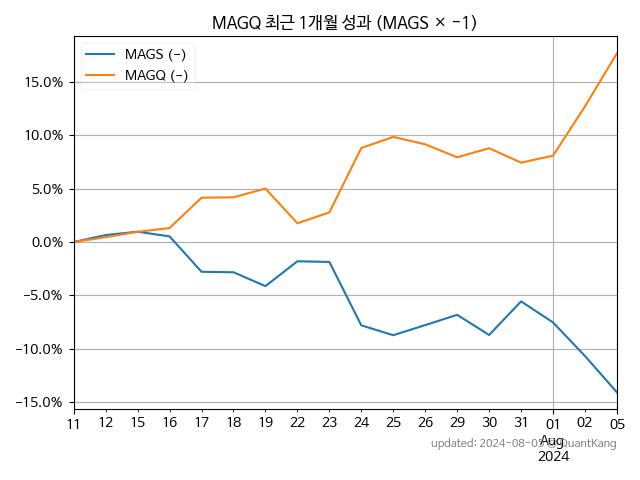 MAGQ 최근 1개월 성과 (MAGS × −1)
MAGS (-)
MAGQ (-)
15.0%
10.0%
5.0%
0.0%
−5.0%
−10.0%
−15.0%
11 12 15 16 17 18 19 22 23 24 25 26 29 30 31 01 02 05
Aug
2024
updated: 2024-08-05 © QuantKang